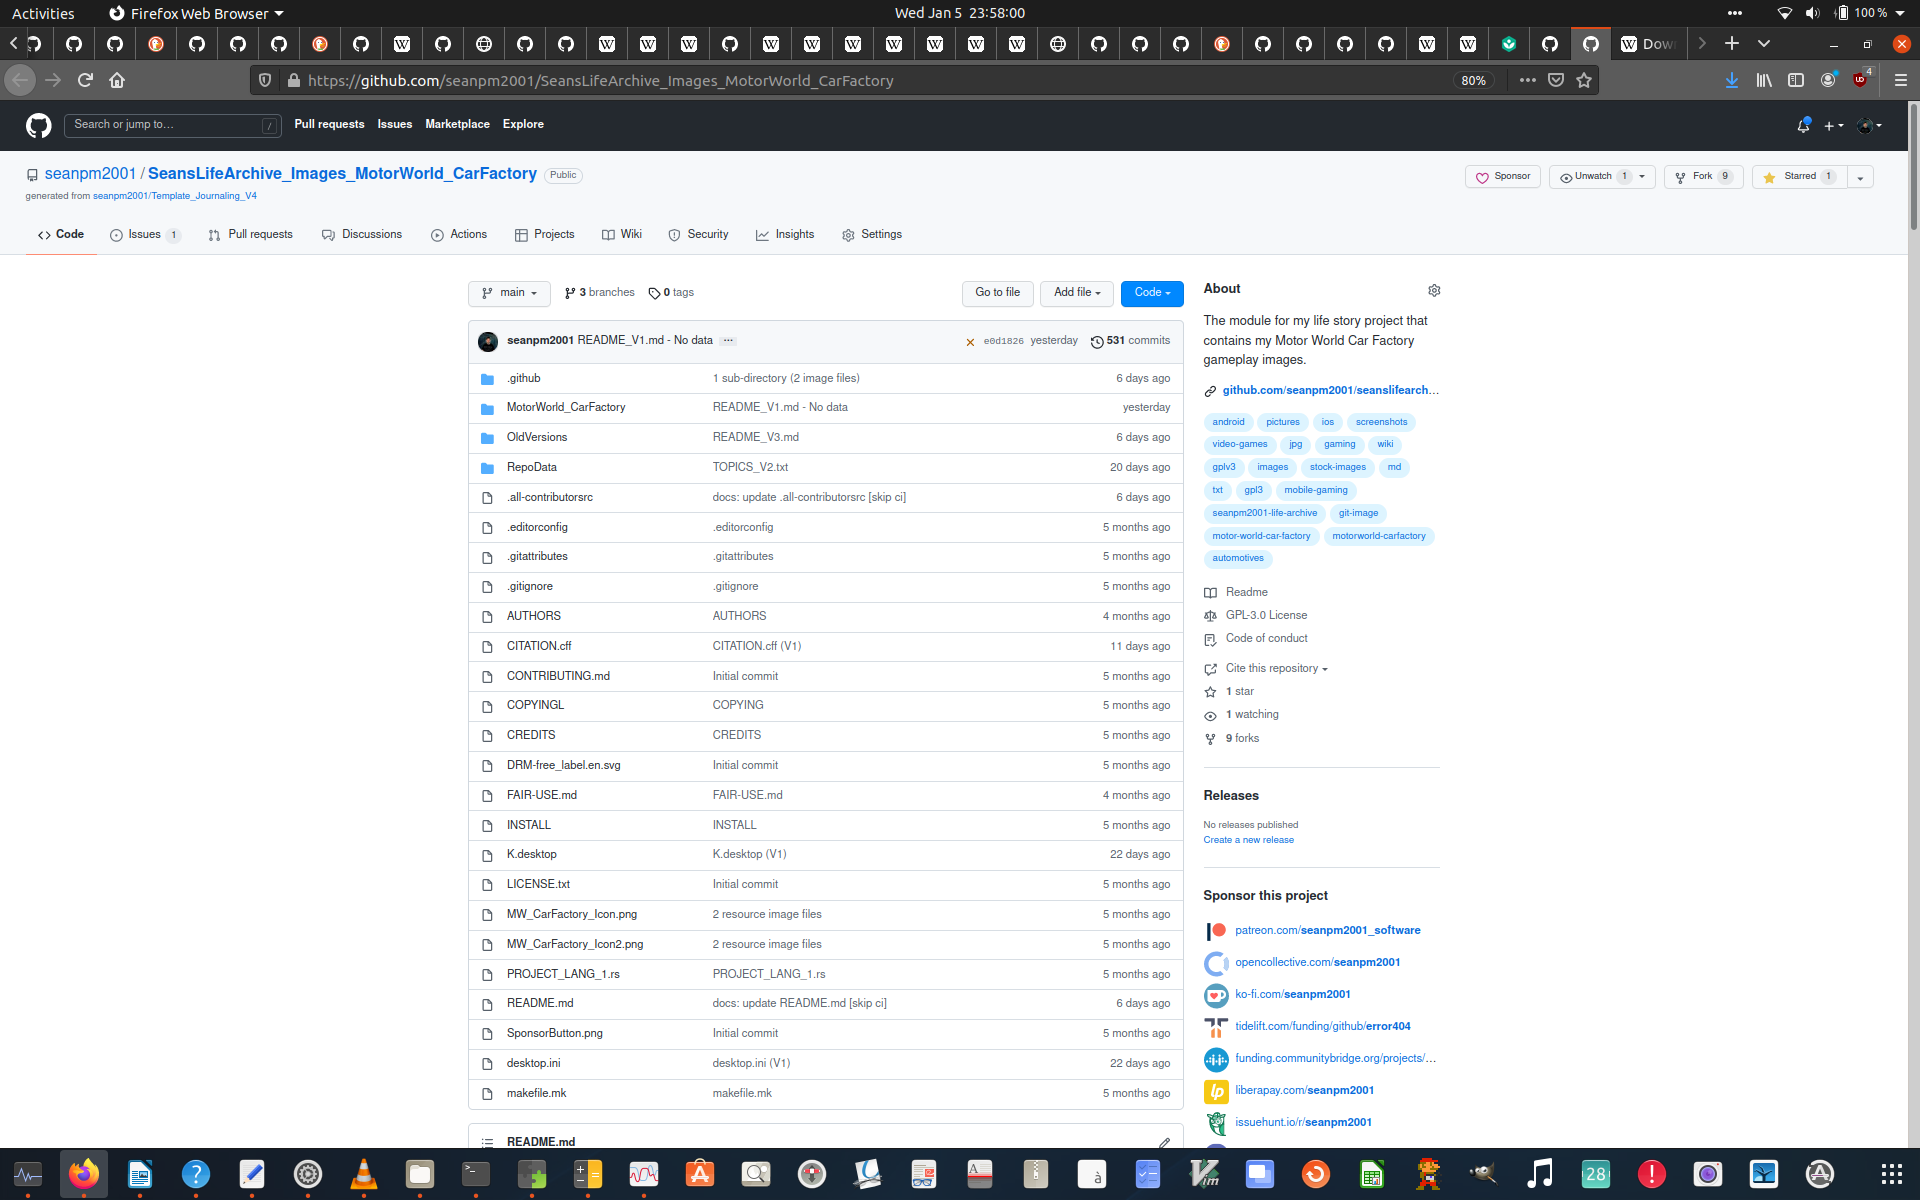 Activities
Firefox Web Browser
Wed Jan 5 23:58:00
100 %
Dow
https://github.com/seanpm2001/SeansLifeArchive_Images_MotorWorld_CarFactory
80%
4
Search or jump to…
/
Pull requests Issues Marketplace Explore
seanpm2001 / SeansLifeArchive_Images_MotorWorld_CarFactory Public
Sponsor Unwatch 1 Fork 9 Starred 1
generated from seanpm2001/Template_Journaling_V4
Code Issues 1 Pull requests Discussions Actions Projects Wiki Security Insights Settings
main 3 branches 0 tags Go to file Add file Code
seanpm2001 README_V1.md - No data ··· e0d1826 yesterday 531 commits
.github 1 sub-directory (2 image files) 6 days ago
MotorWorld_CarFactory README_V1.md - No data yesterday
OldVersions README_V3.md 6 days ago
RepoData TOPICS_V2.txt 20 days ago
.all-contributorsrc docs: update .all-contributorsrc [skip ci] 6 days ago
.editorconfig .editorconfig 5 months ago
.gitattributes .gitattributes 5 months ago
.gitignore .gitignore 5 months ago
AUTHORS AUTHORS 4 months ago
CITATION.cff CITATION.cff (V1) 11 days ago
CONTRIBUTING.md Initial commit 5 months ago
COPYINGL COPYING 5 months ago
CREDITS CREDITS 5 months ago
DRM-free_label.en.svg Initial commit 5 months ago
FAIR-USE.md FAIR-USE.md 4 months ago
INSTALL INSTALL 5 months ago
K.desktop K.desktop (V1) 22 days ago
LICENSE.txt Initial commit 5 months ago
MW_CarFactory_Icon.png 2 resource image files 5 months ago
MW_CarFactory_Icon2.png 2 resource image files 5 months ago
PROJECT_LANG_1.rs PROJECT_LANG_1.rs 5 months ago
README.md docs: update README.md [skip ci] 6 days ago
SponsorButton.png Initial commit 5 months ago
desktop.ini desktop.ini (V1) 22 days ago
makefile.mk makefile.mk 5 months ago
README.md
About
The module for my life story project that
contains my Motor World Car Factory
gameplay images.
github.com/seanpm2001/seanslifearch…
android pictures ios screenshots
video-games jpg gaming wiki
gplv3 images stock-images md
txt gpl3 mobile-gaming
seanpm2001-life-archive git-image
motor-world-car-factory motorworld-carfactory
automotives
Readme
GPL-3.0 License
Code of conduct
Cite this repository
1 star
1 watching
9 forks
Releases
No releases published
Create a new release
Sponsor this project
patreon.com/seanpm2001_software
opencollective.com/seanpm2001
ko-fi.com/seanpm2001
tidelift.com/funding/github/error404
funding.communitybridge.org/projects/…
liberapay.com/seanpm2001
issuehunt.io/r/seanpm2001
28